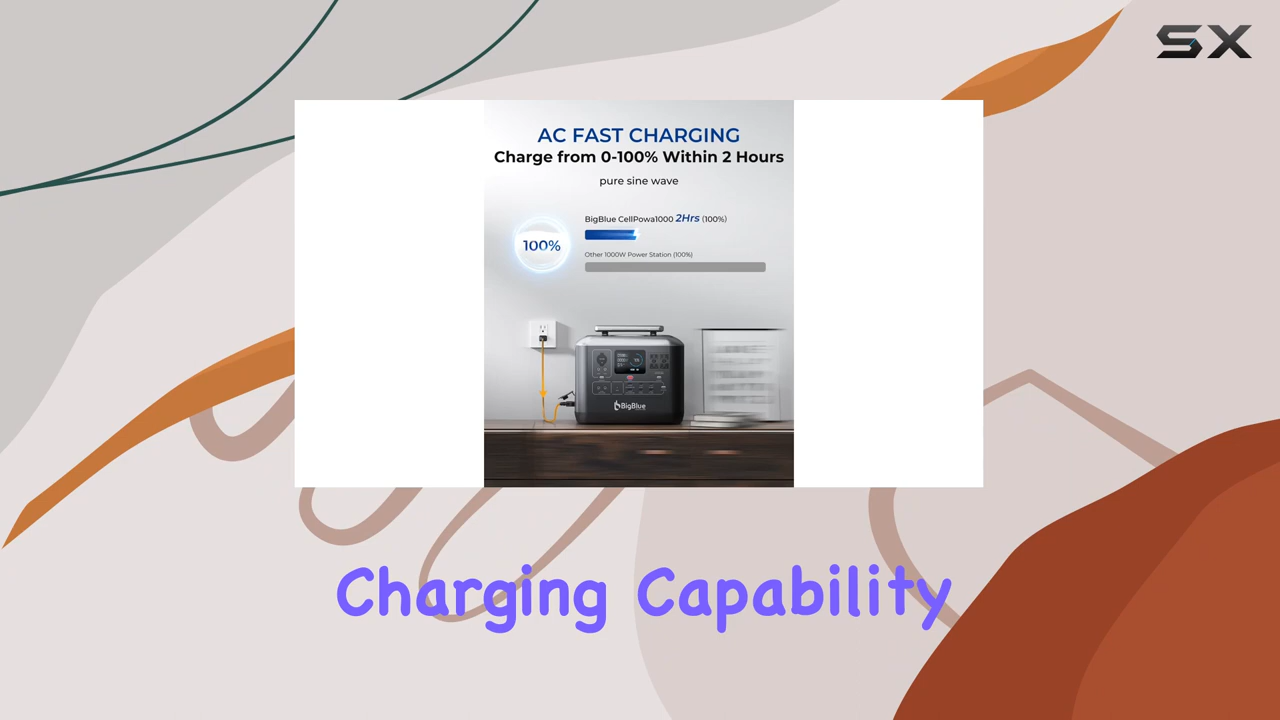 SX
AC FAST CHARGING
Charge from 0-100% Within 2 Hours
pure sine wave
BigBlue CellPowa1000 2Hrs (100%)
100%
Other 1000W Power Station (100%)
BigBlue
Charging Capability